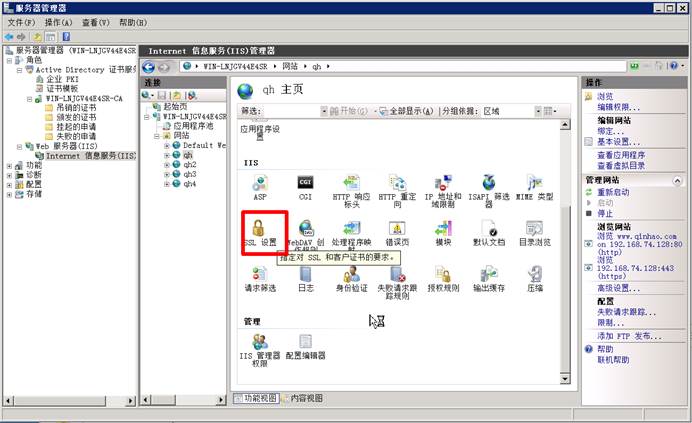 服务器管理器
文件(F) 操作(A) 查看(V) 帮助(H)
服务器管理器 (WIN-LNJGV44E4SR
角色
Active Directory 证书服
企业 PKI
证书模板
WIN-LNJGV44E4SR-CA
吊销的证书
颁发的证书
挂起的申请
失败的申请
Web 服务器(IIS)
Internet 信息服务(IIS)
功能
诊断
配置
存储
Internet 信息服务(IIS)管理器
WIN-LNJGV44E4SR
网站
qh
连接
起始页
WIN-LNJGV44E4SR
应用程序池
网站
Default We
qh
qh2
qh3
qh4
qh 主页
筛选:
开始(G)
全部显示(A)
分组依据:
区域
应用程序设
置
IIS
ASP
CGI
HTTP 响应
标头
HTTP 重定
向
IP 地址和
域限制
ISAPI 筛选
器
MIME 类型
SSL 设置
WebDAV 创
作规则
处理程序映
射
错误页
模块
默认文档
目录浏览
指定对 SSL 和客户证书的要求。
请求筛选
日志
身份验证
失败请求跟
踪规则
授权规则
输出缓存
压缩
管理
IIS 管理器
权限
配置编辑器
功能视图
内容视图
操作
浏览
编辑权限...
编辑网站
绑定...
基本设置...
查看应用程序
查看虚拟目录
管理网站
重新启动
启动
停止
浏览网站
浏览 www.qinhao.com
on 192.168.74.128:80
(http)
浏览
192.168.74.128:443
(https)
高级设置...
配置
失败请求跟踪...
限制...
添加 FTP 发布...
帮助
联机帮助